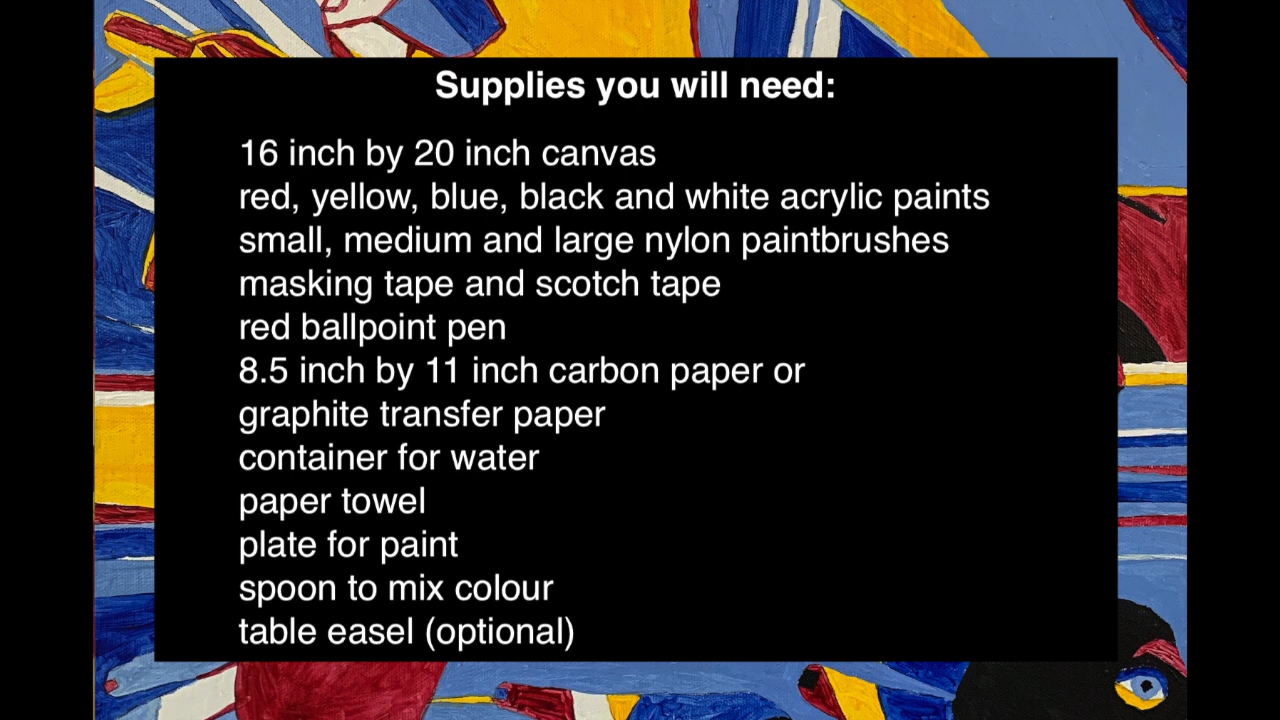 Supplies you will need:
16 inch by 20 inch canvas
red, yellow, blue, black and white acrylic paints
small, medium and large nylon paintbrushes
masking tape and scotch tape
red ballpoint pen
8.5 inch by 11 inch carbon paper or
graphite transfer paper
container for water
paper towel
plate for paint
spoon to mix colour
table easel (optional)